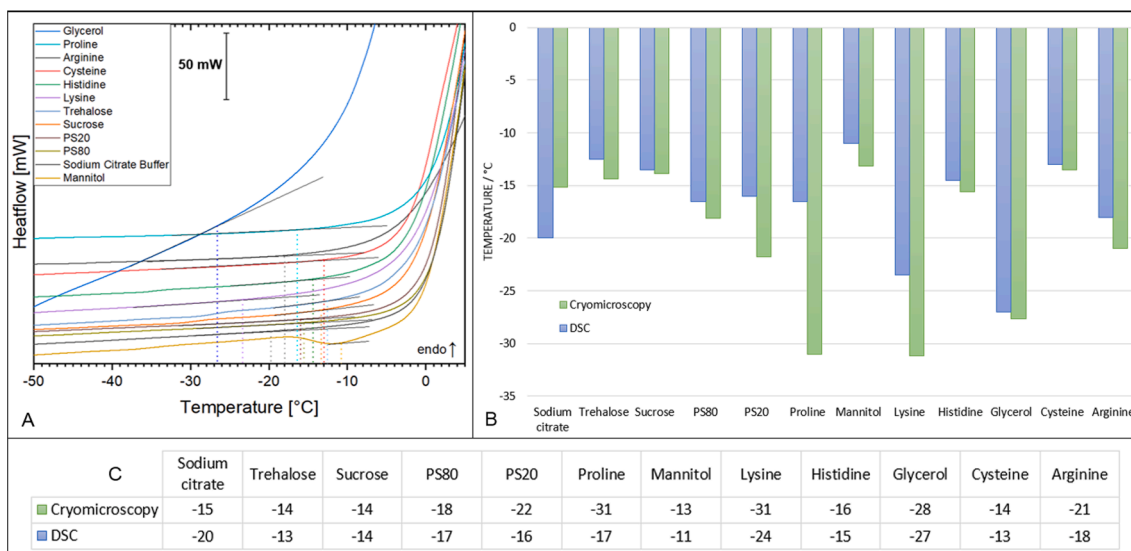 Glycerol
Proline
Arginine
Cysteine
Histidine
Lysine
Trehalose
Sucrose
PS20
PS80
Sodium Citrate Buffer
Mannitol
50 mW
Heatflow [mW]
endo ↑
-50 -40 -30 -20 -10 0
Temperature [°C]
A
B
0
-5
-10
-15
-20
-25
-30
-35
TEMPERATURE / °C
Cryomicroscopy
DSC
Sodium citrate Trehalose Sucrose PS80 PS20 Proline Mannitol Lysine Histidine Glycerol Cysteine Arginine
C Sodium citrate Trehalose Sucrose PS80 PS20 Proline Mannitol Lysine Histidine Glycerol Cysteine Arginine
Cryomicroscopy -15 -14 -14 -18 -22 -31 -13 -31 -16 -28 -14 -21
DSC -20 -13 -14 -17 -16 -17 -11 -24 -15 -27 -13 -18